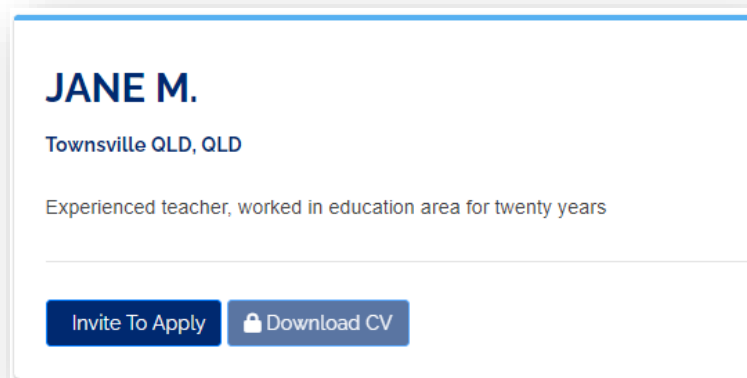 JANE M.
Townsville QLD, QLD
Experienced teacher, worked in education area for twenty years
Invite To Apply
Download CV